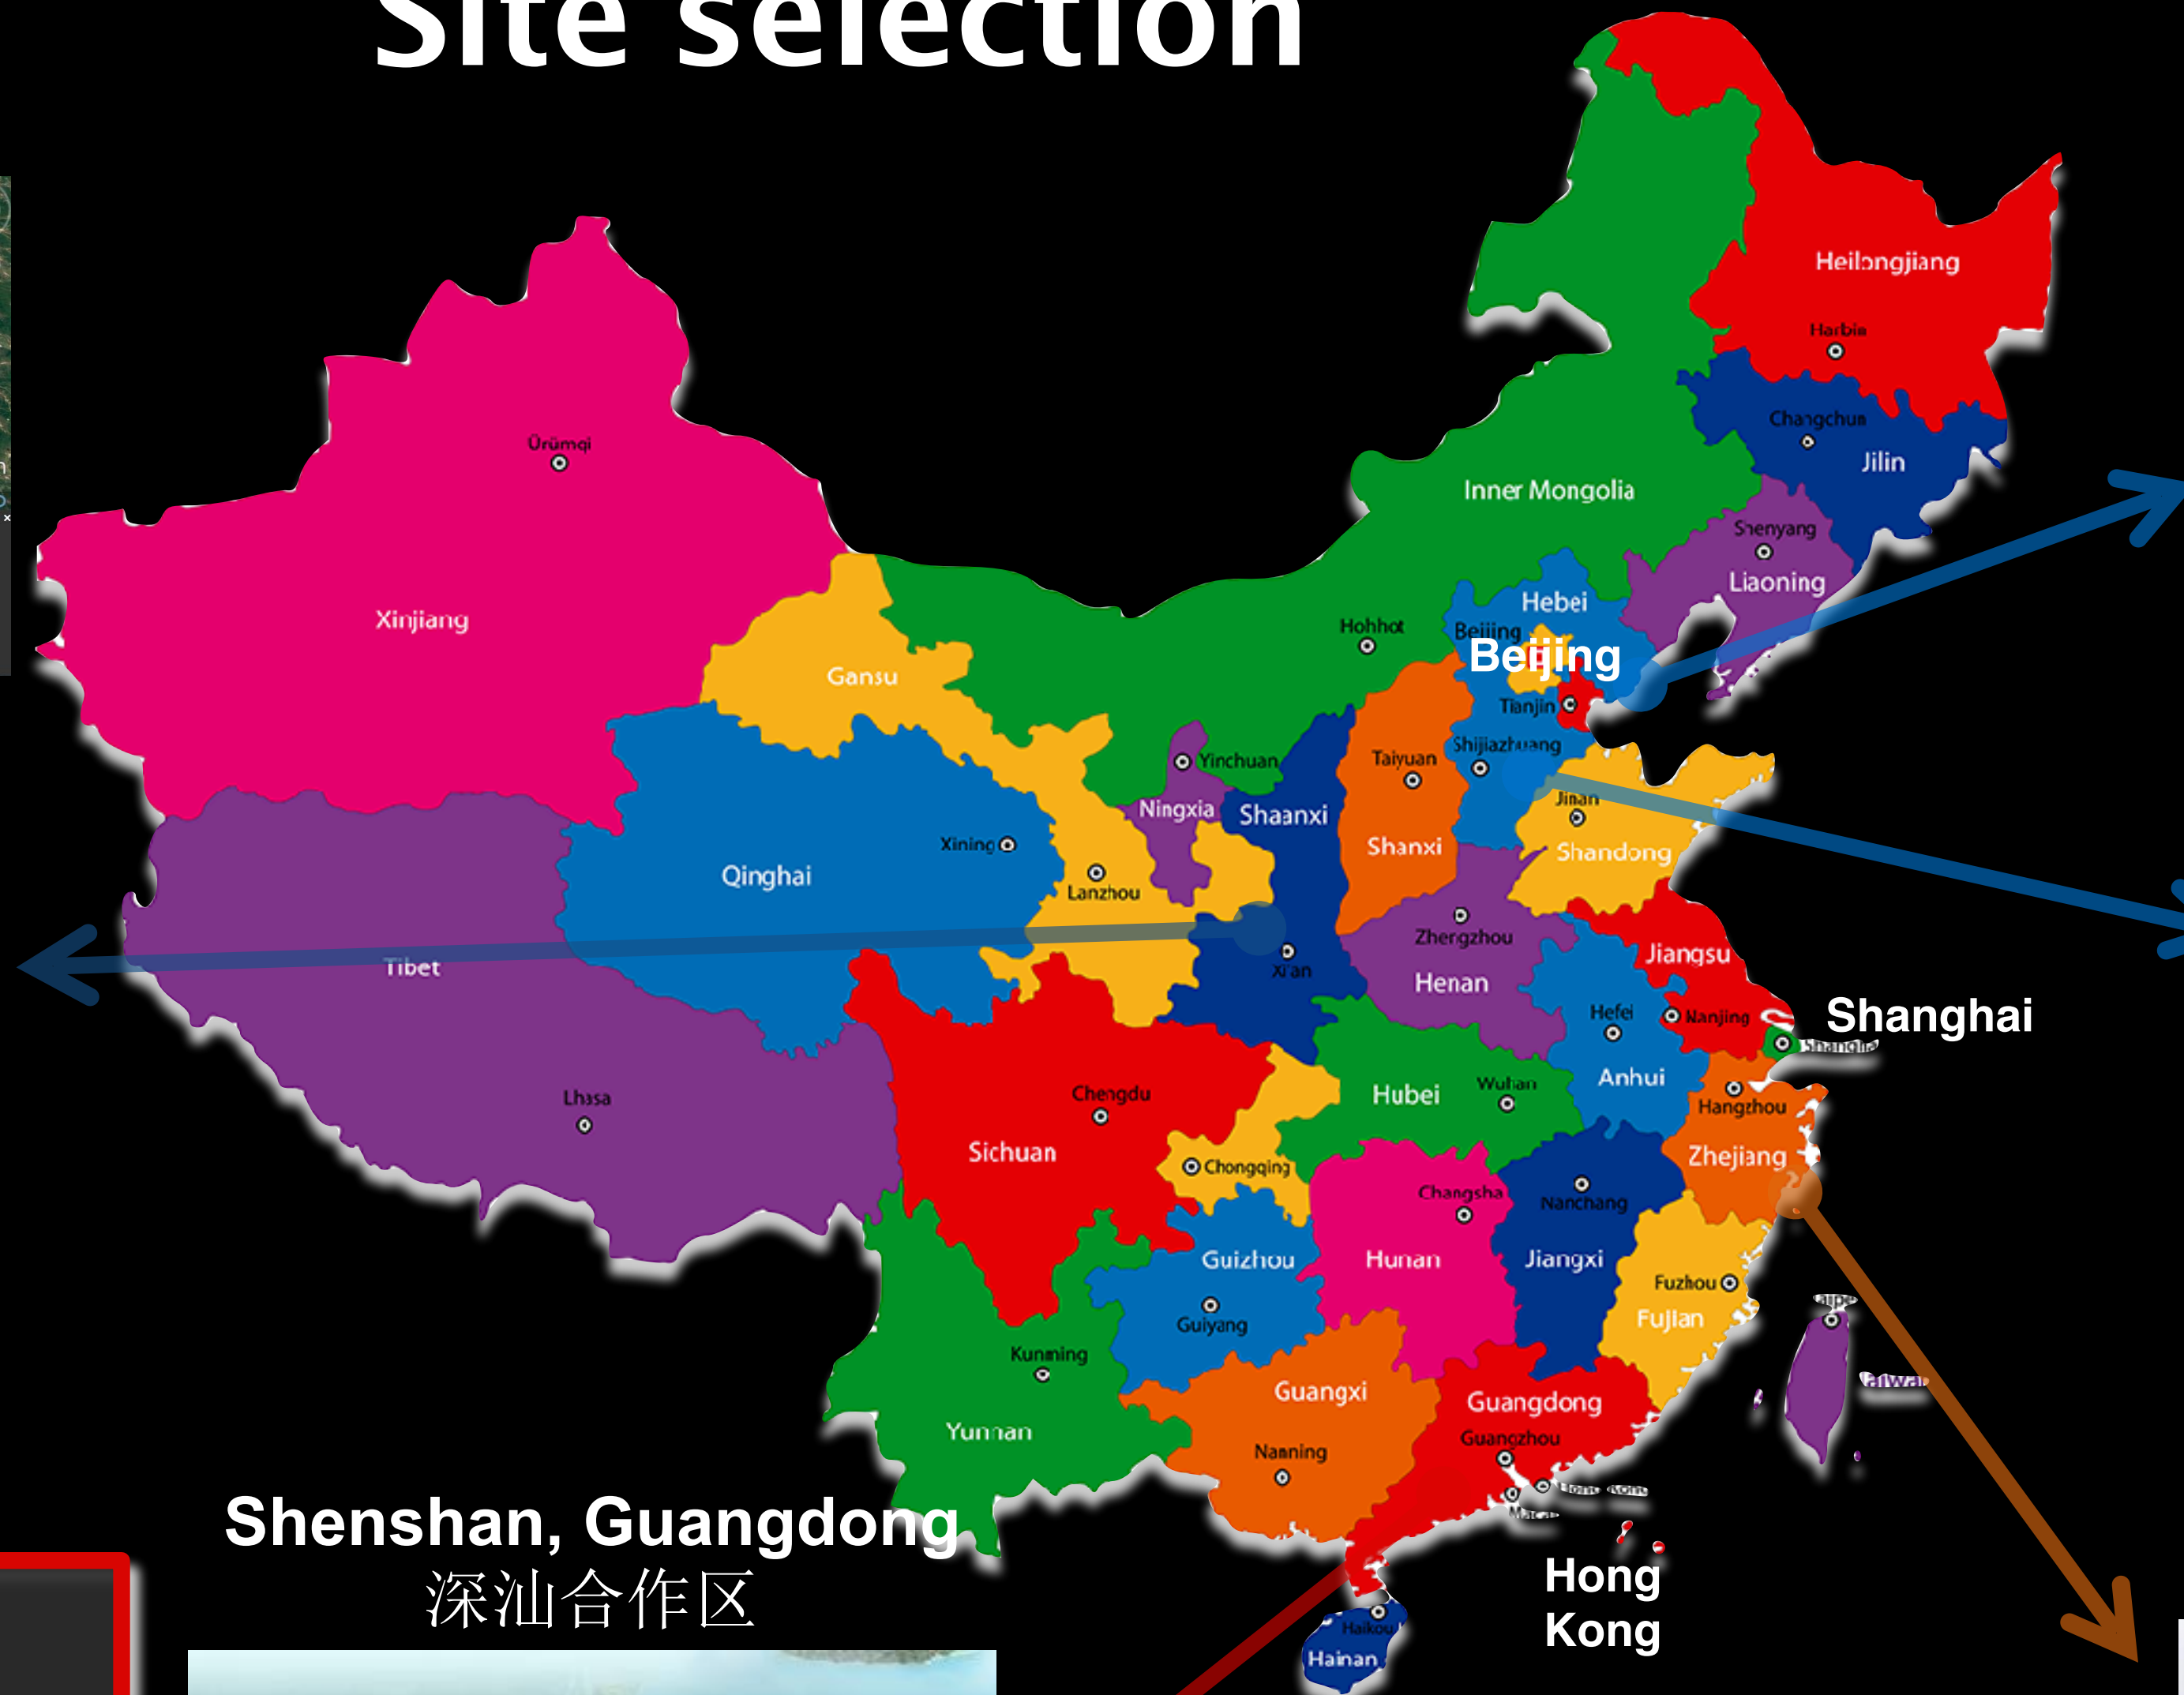 Site selection
Heilongjiang
Harbin
Changchun
Jilin
Ürümqi
Inner Mongolia
Shenyang
Liaoning
Hebei
Xinjiang
Hohhot
Beijing
Beijing
Gansu
Tianjin
Shijiazhuang
Taiyuan
Yinchuan
Jinan
Ningxia
Shaanxi
Xining
Shanxi
Shandong
Qinghai
Lanzhou
Zhengzhou
Jiangsu
Tibet
Xi'an
Henan
Hefei
Nanjing
Shanghai
Anhui
Lhasa
Chengdu
Hubei
Wuhan
Hangzhou
Sichuan
Zhejiang
Chongqing
Changsha
Nanchang
Guizhou
Hunan
Jiangxi
Fuzhou
Guiyang
Fujian
Kunming
Guangxi
Guangdong
Yunnan
Guangzhou
Nanning
Shenshan, Guangdong
深汕合作区
Hong
Kong
Haikou
Hainan